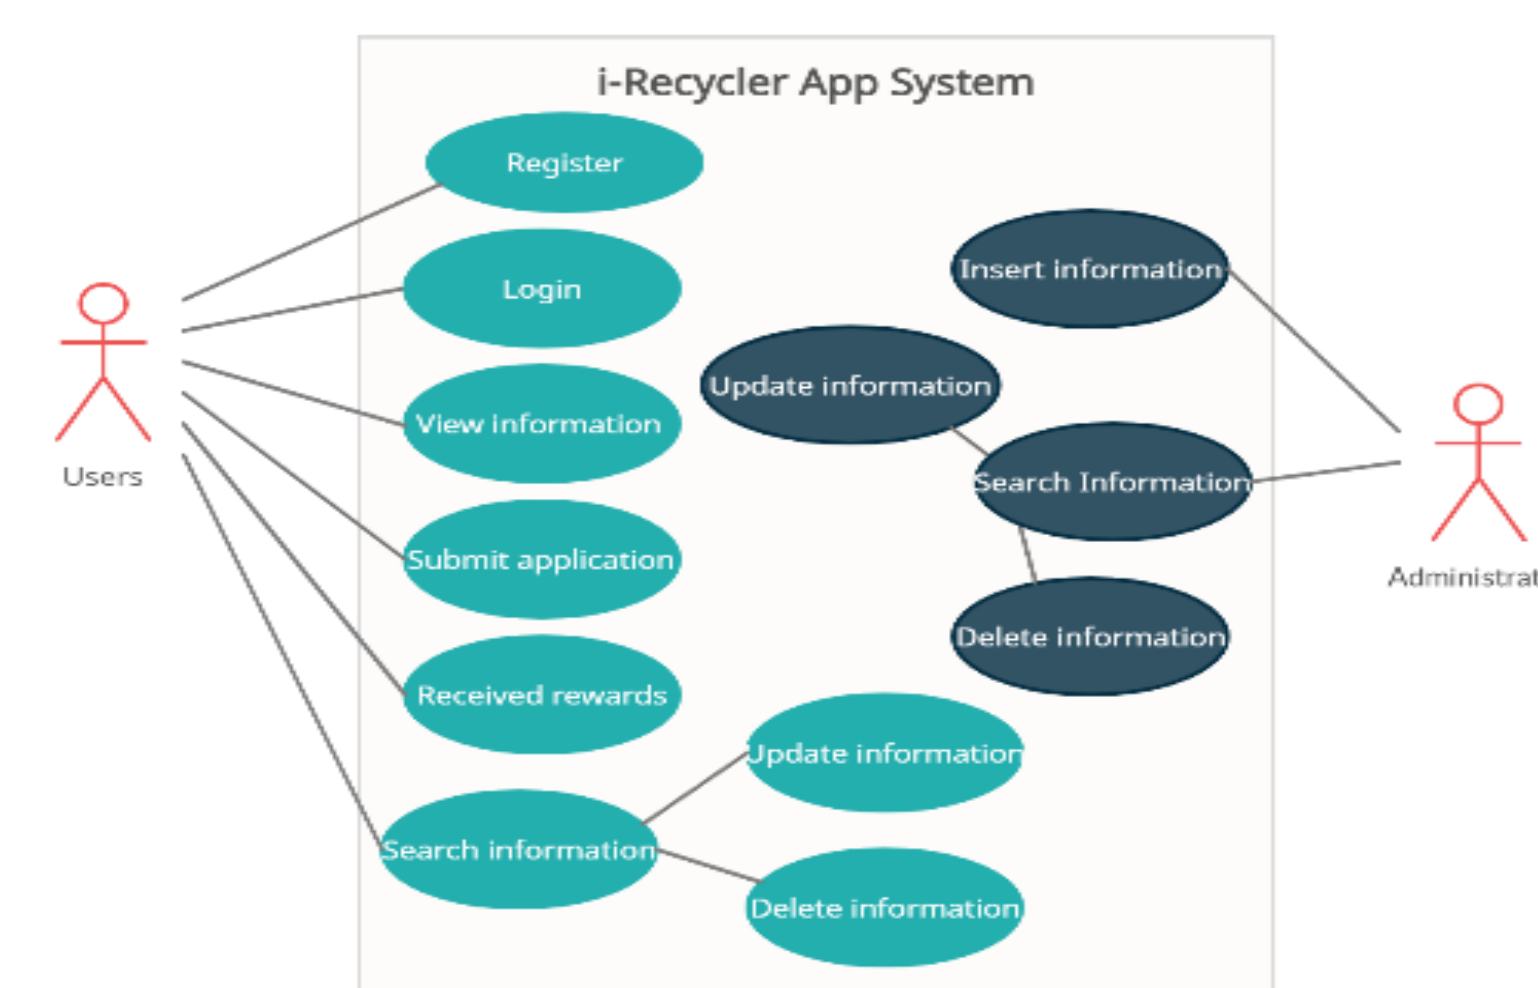 i-Recycler App System
Register
Login
Insert information
Update information
View information
Search Information
Users
Submit application
Administrat
Delete information
Received rewards
Update information
Search information
Delete information